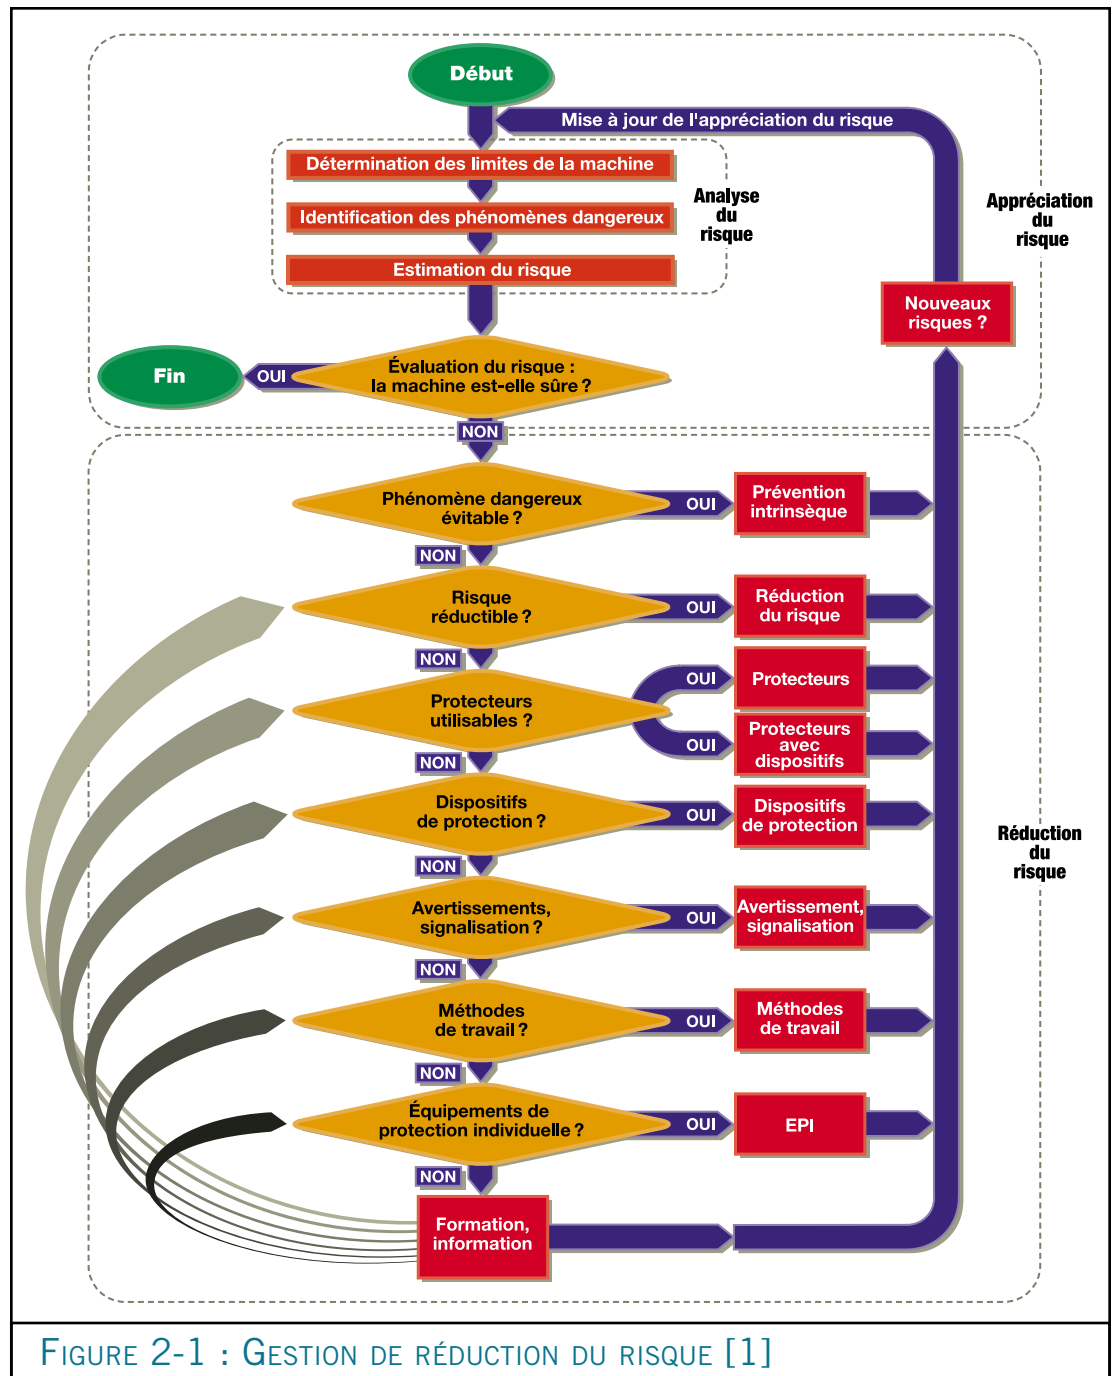 Début
Mise à jour de l'appréciation du risque
Détermination des limites de la machine
Identification des phénomènes dangereux
Estimation du risque
Analyse
du
risque
Appréciation
du
risque
Nouveaux
risques ?
Évaluation du risque :
la machine est-elle sûre ?
OUI
Fin
NON
Phénomène dangereux
évitable ?
OUI
Prévention
intrinsèque
NON
Risque
réductible ?
OUI
Réduction
du risque
NON
Protecteurs
utilisables ?
OUI
Protecteurs
OUI
Protecteurs
avec
dispositifs
NON
Dispositifs
de protection ?
OUI
Dispositifs
de protection
Réduction
du
risque
NON
Avertissements,
signalisation ?
OUI
Avertissement,
signalisation
NON
Méthodes
de travail ?
OUI
Méthodes
de travail
NON
Équipements de
protection individuelle ?
OUI
EPI
NON
Formation,
information
FIGURE 2-1 : GESTION DE RÉDUCTION DU RISQUE [1]